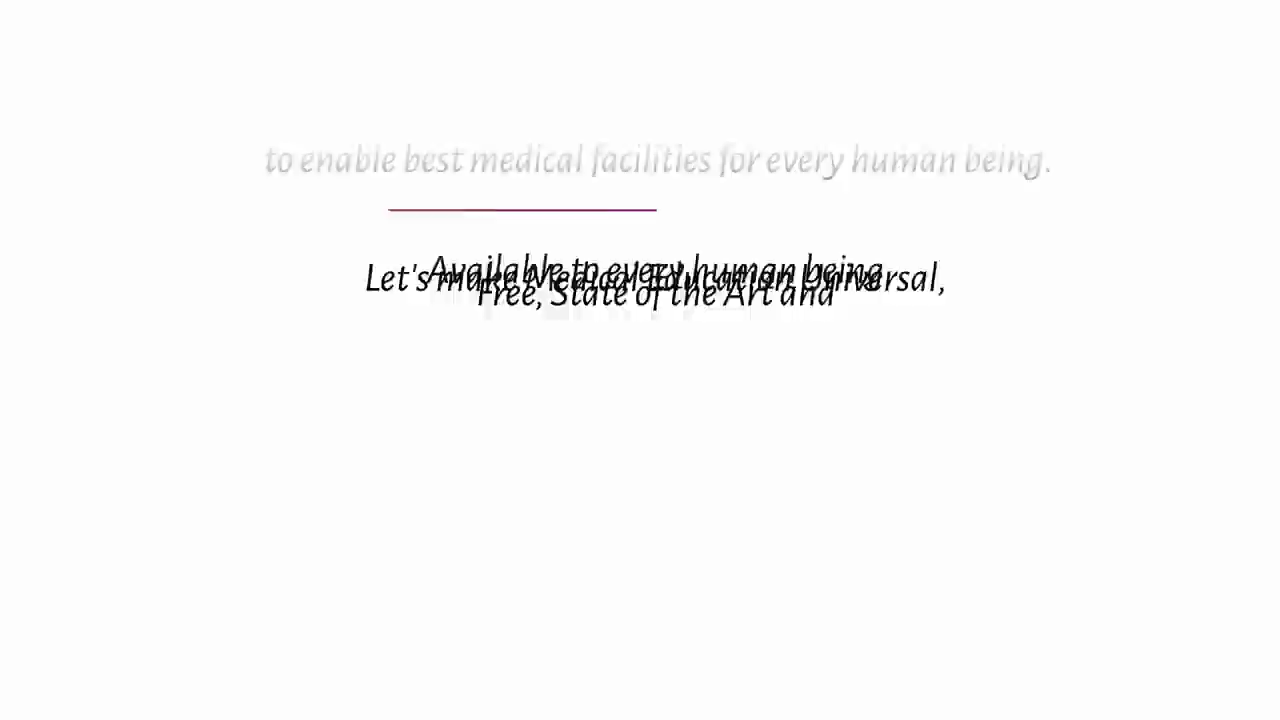 to enable best medical facilities for every human being.
Available to every human being
Let's make Medical Education Universal,
Free, State of the Art and